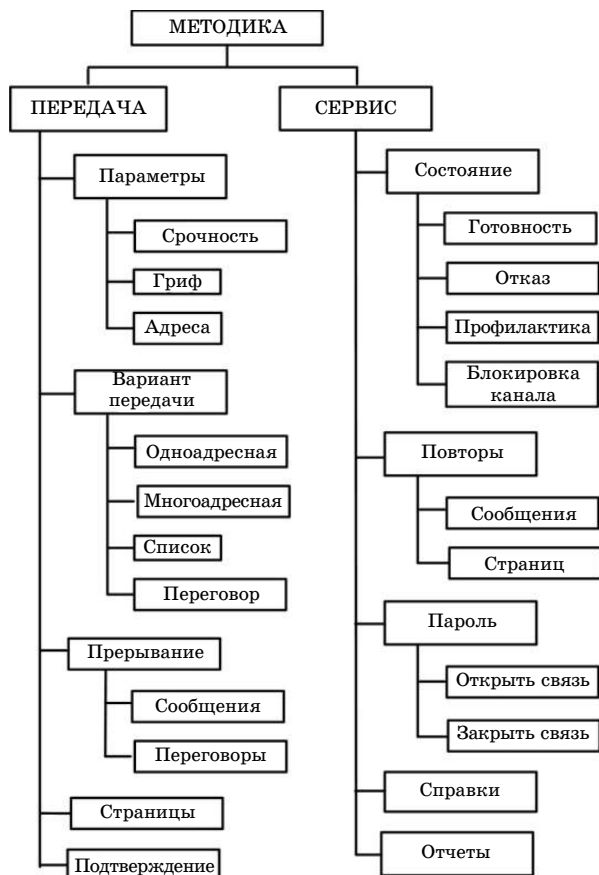 МЕТОДИКА
ПЕРЕДАЧА
Параметры
Срочность
Гриф
Адреса
Вариант
передачи
Одноадресная
Многоадресная
Список
Переговор
Прерывание
Сообщения
Переговоры
Страницы
Подтверждение
СЕРВИС
Состояние
Готовность
Отказ
Профилактика
Блокировка
канала
Повторы
Сообщения
Страниц
Пароль
Открыть связь
Закрыть связь
Справки
Отчеты